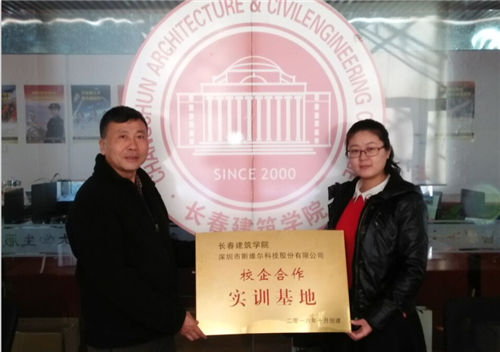 CHANGCHUN ARCHITECTURE & CIVIL ENGINEERING
SINCE 2000
长春建筑学院
长春建筑学院
深圳市斯维尔科技股份有限公司
校企合作
实训基地